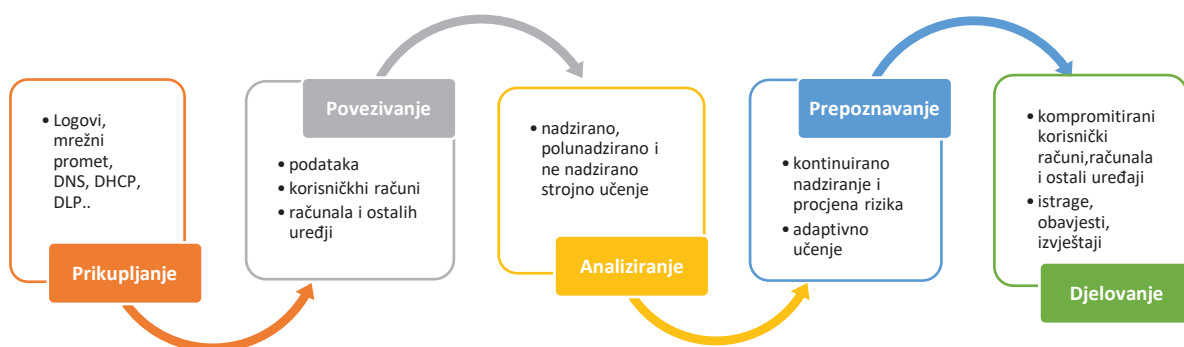 • Logovi,
mrežni
promet,
DNS, DHCP,
DLP..
Prikupljanje
Povezivanje
• podataka
• korisničkhi računi
• računala i ostalih
uređji
• nadzirano,
polunadzirano i
ne nadzirano
strojno učenje
Analiziranje
Prepoznavanje
• kontinuirano
nadziranje i
procjena rizika
• adaptivno
učenje
• kompromitirani
korisnički
računi,računala
i ostali uređaji
• istrage,
obavjesti,
izvještaji
Djelovanje